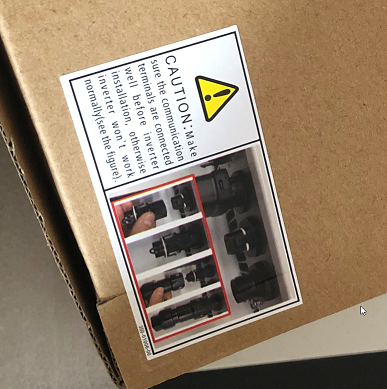 CAUTION: Make
sure the communication
terminals are connected
well before inverter
installation, otherwise
inverter won't work
normally(see the figure).